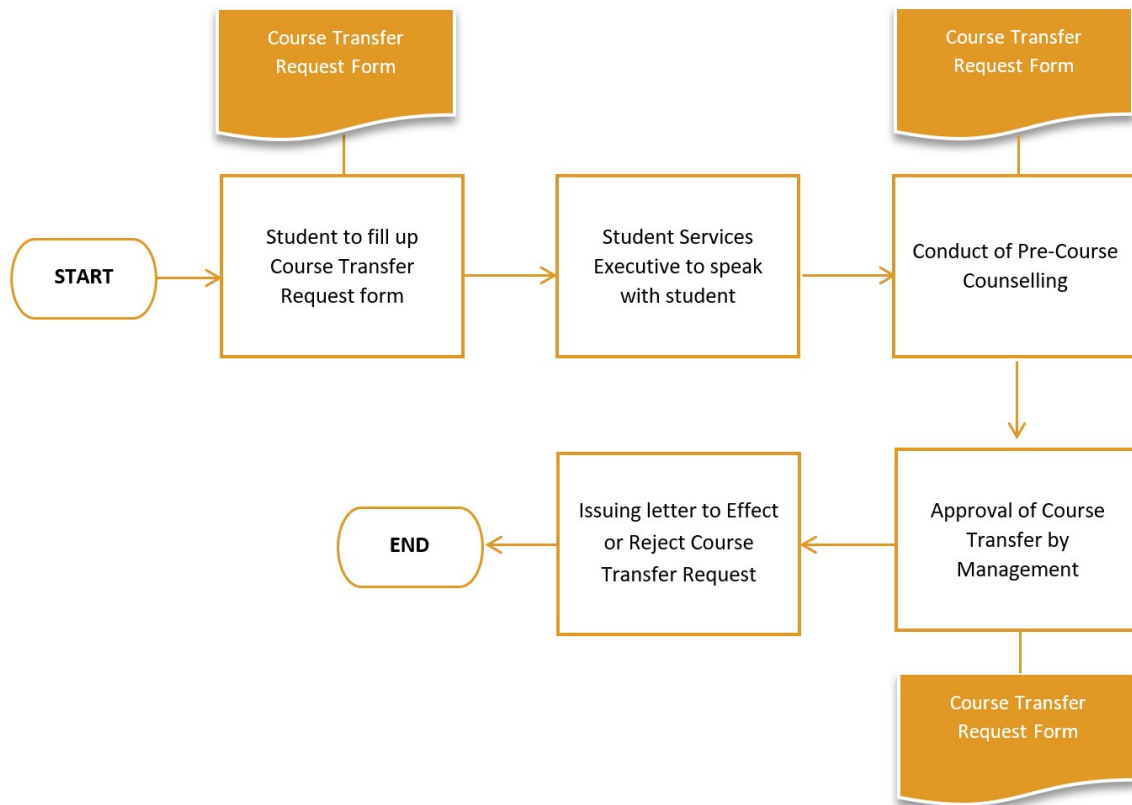 Course Transfer
Request Form
Course Transfer
Request Form
START
Student to fill up
Course Transfer
Request form
Student Services
Executive to speak
with student
Conduct of Pre-Course
Counselling
END
Issuing letter to Effect
or Reject Course
Transfer Request
Approval of Course
Transfer by
Management
Course Transfer
Request Form